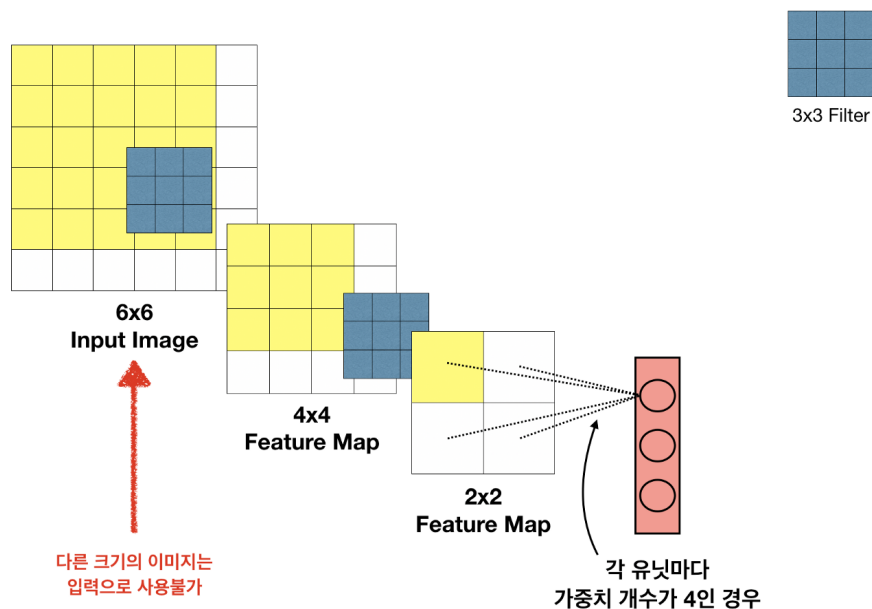 3x3 Filter
6x6
Input Image
4x4
Feature Map
2x2
Feature Map
다른 크기의 이미지는
입력으로 사용불가
각 유닛마다
가중치 개수가 4인 경우